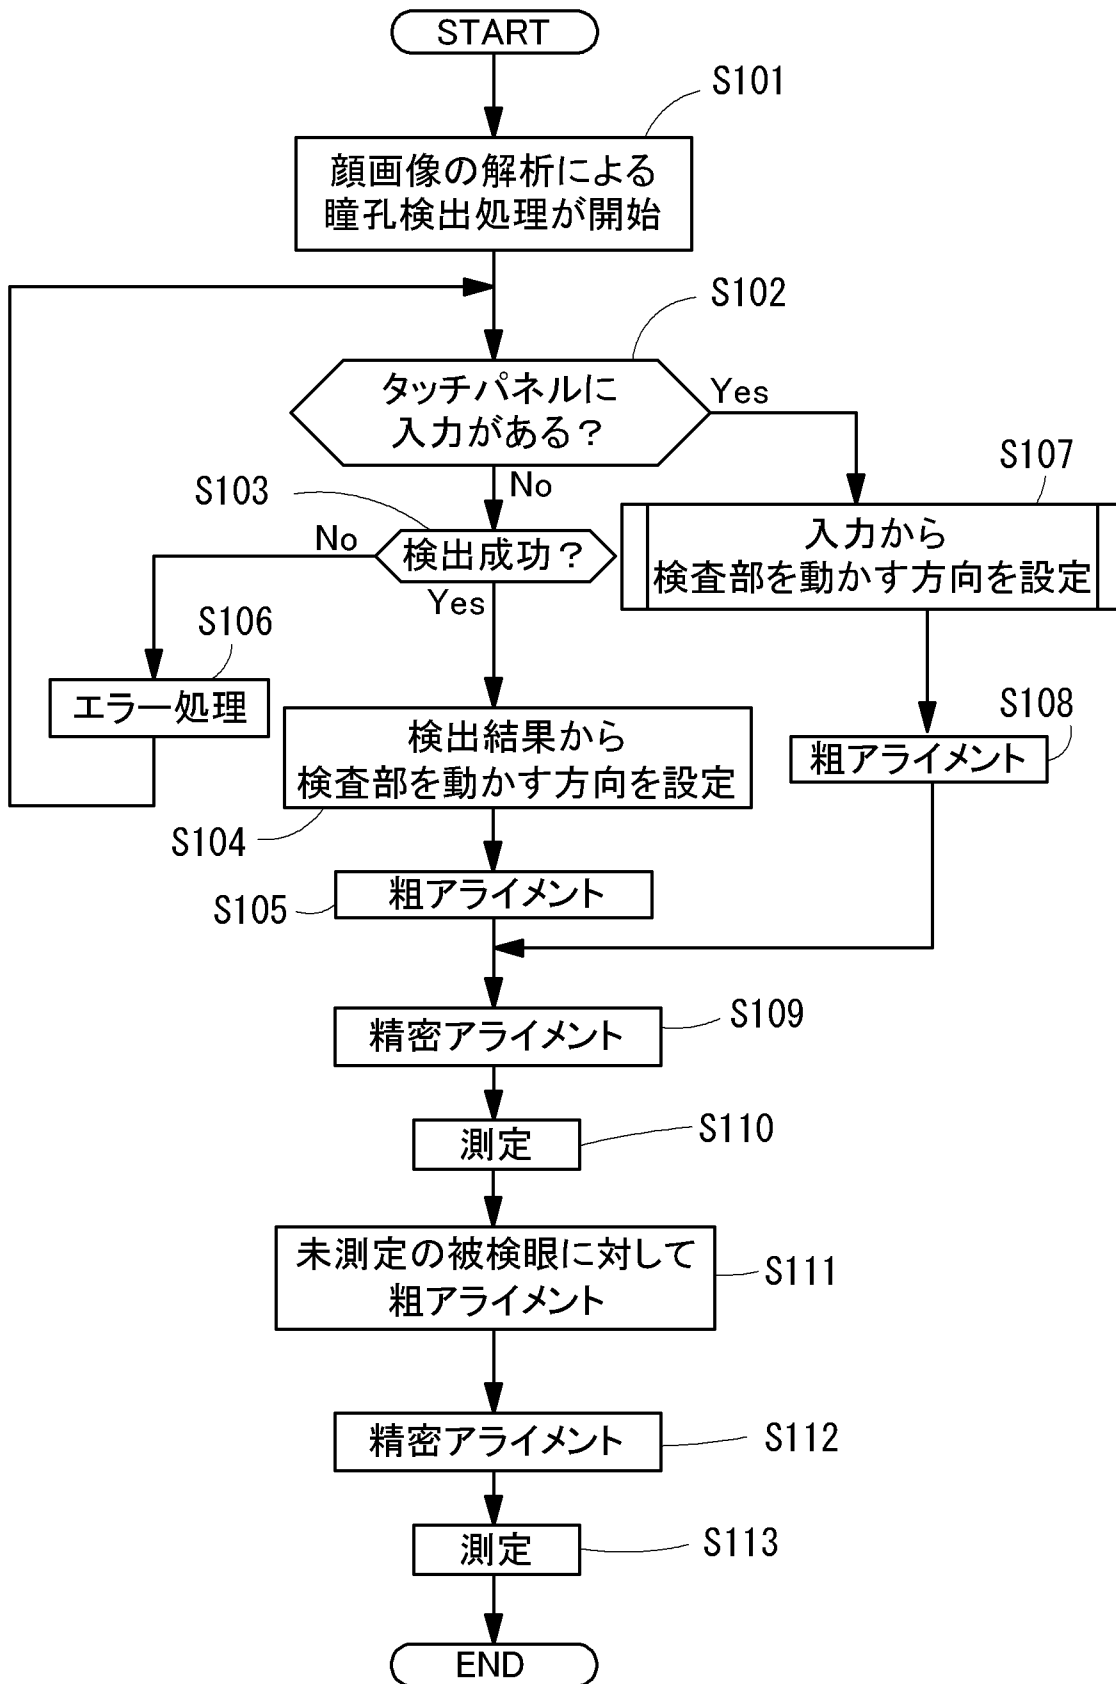 START
S101
顔画像の解析による
瞳孔検出処理が開始
S102
タッチパネルに
入力がある?
Yes
No
S103
検出成功?
No
Yes
S107
入力から
検査部を動かす方向を設定
S106
エラー処理
検出結果から
検査部を動かす方向を設定
S104
S108
粗アライメント
粗アライメント
S105
精密アライメント
S109
測定
S110
未測定の被検眼に対して
粗アライメント
S111
精密アライメント
S112
測定
S113
END